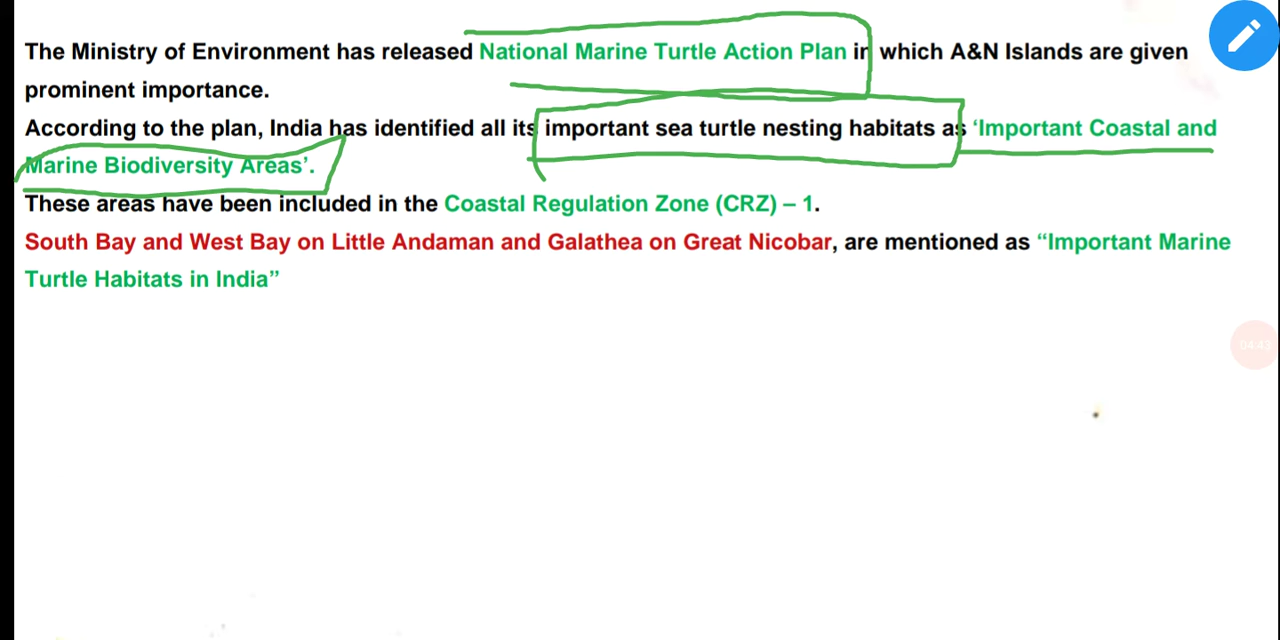 The Ministry of Environment has released National Marine Turtle Action Plan in which A&N Islands are given
prominent importance.
According to the plan, India has identified all its important sea turtle nesting habitats as ‘Important Coastal and
Marine Biodiversity Areas’.
These areas have been included in the Coastal Regulation Zone (CRZ) – 1.
South Bay and West Bay on Little Andaman and Galathea on Great Nicobar, are mentioned as “Important Marine
Turtle Habitats in India”
04:43